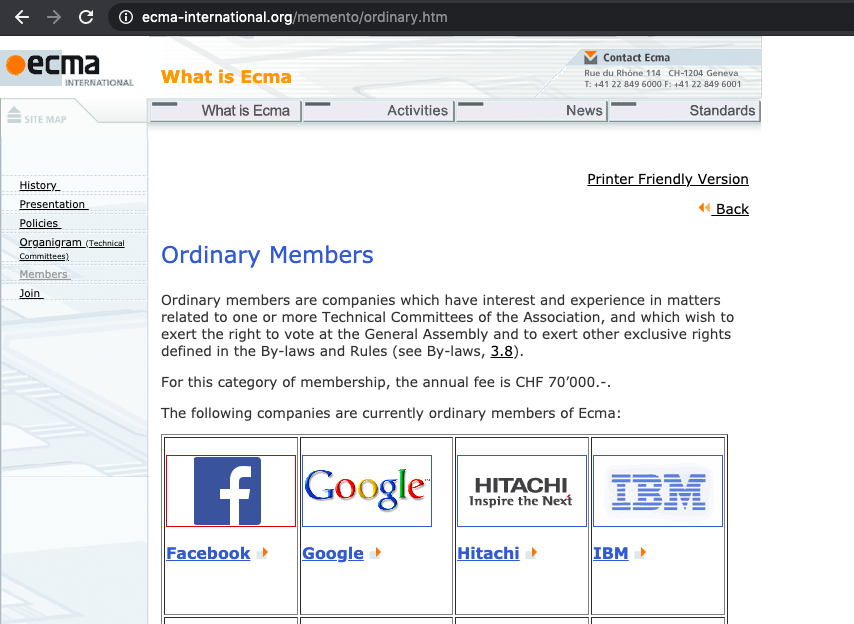 ecma-international.org/memento/ordinary.htm
ecma
INTERNATIONAL
What is Ecma
Contact Ecma
Rue du Rhône 114 CH-1204 Geneva
T: +41 22 849 6000 F: +41 22 849 6001
SITE MAP
What is Ecma
Activities
News
Standards
History
Presentation
Policies
Organigram (Technical
Committees)
Members
Join
Printer Friendly Version
Back
Ordinary Members
Ordinary members are companies which have interest and experience in matters
related to one or more Technical Committees of the Association, and which wish to
exert the right to vote at the General Assembly and to exert other exclusive rights
defined in the By-laws and Rules (see By-laws, 3.8).
For this category of membership, the annual fee is CHF 70’000.-.
The following companies are currently ordinary members of Ecma:
f
Google™
HITACHI
Inspire the Next
IBM
Facebook
Google
Hitachi
IBM